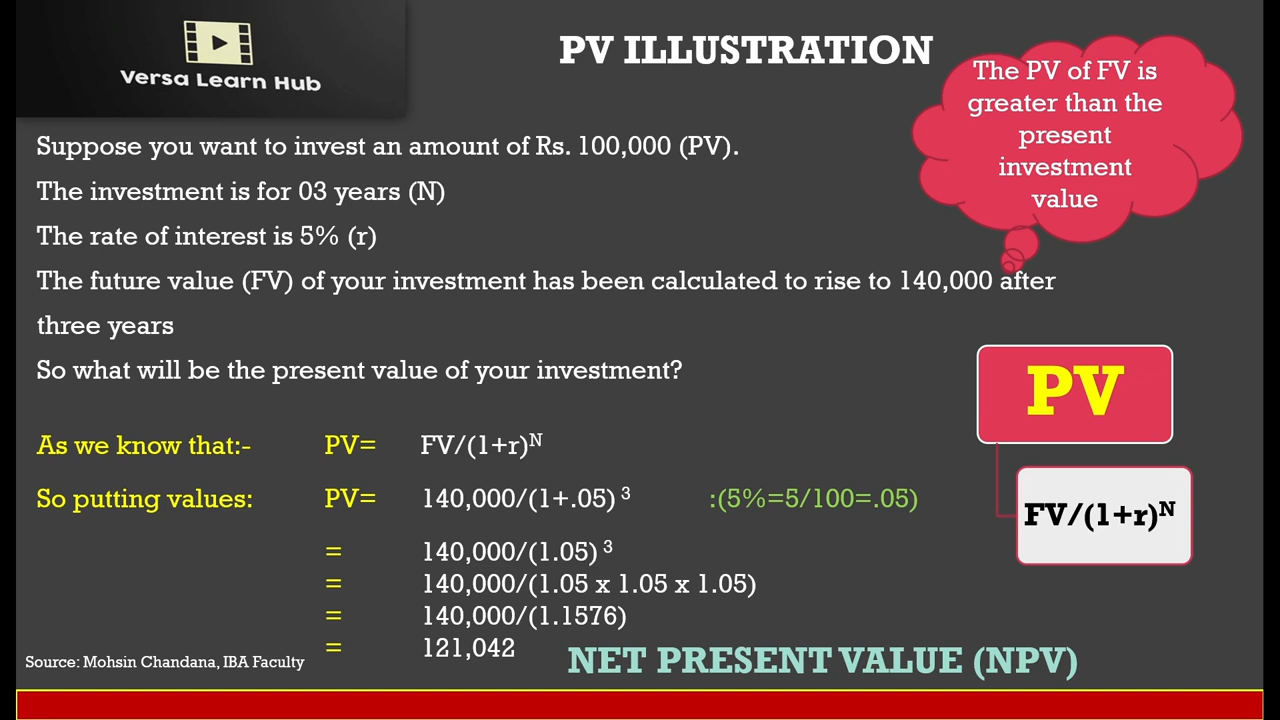 Versa Learn Hub
PV ILLUSTRATION
The PV of FV is
greater than the
present
investment
value
Suppose you want to invest an amount of Rs. 100,000 (PV).
The investment is for 03 years (N)
The rate of interest is 5% (r)
The future value (FV) of your investment has been calculated to rise to 140,000 after
three years
So what will be the present value of your investment?
PV
FV/(1+r)ᴺ
As we know that:- PV= FV/(1+r)ᴺ
So putting values: PV= 140,000/(1+.05) ³ :(5%=5/100=.05)
= 140,000/(1.05) ³
= 140,000/(1.05 x 1.05 x 1.05)
= 140,000/(1.1576)
= 121,042
Source: Mohsin Chandana, IBA Faculty
NET PRESENT VALUE (NPV)